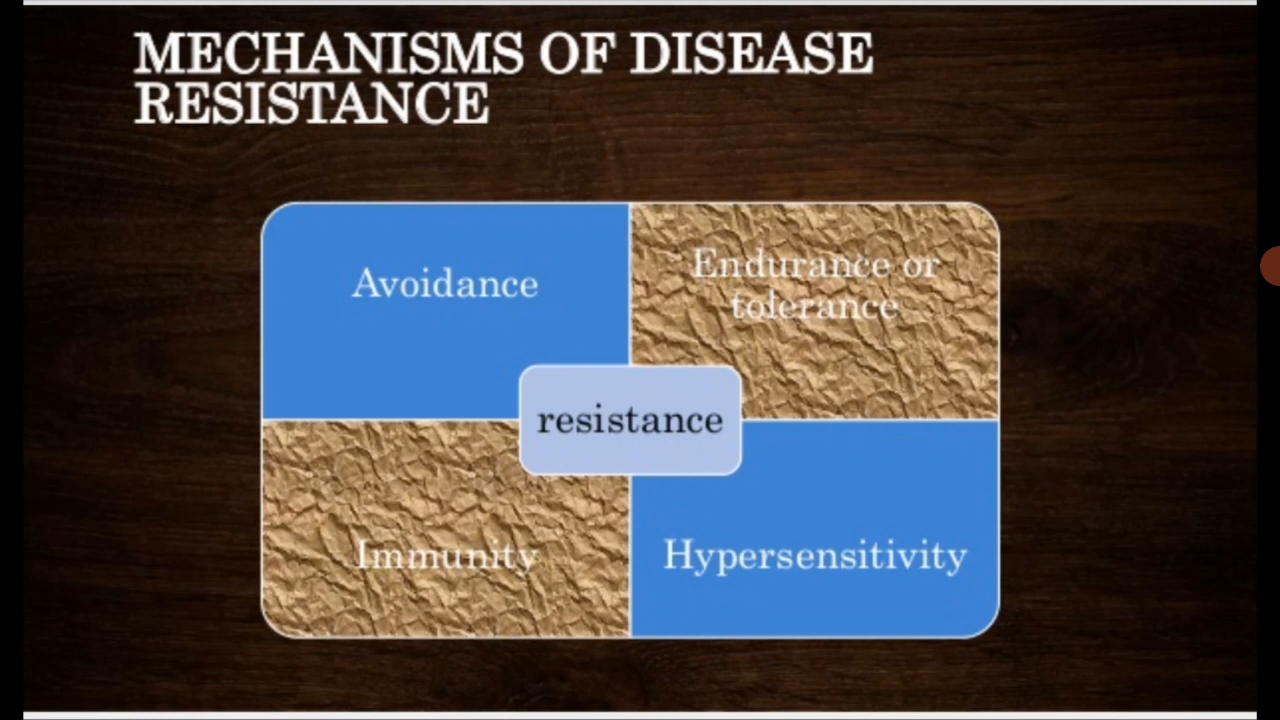 MECHANISMS OF DISEASE
RESISTANCE
Avoidance
Endurance or
tolerance
resistance
Immunity
Hypersensitivity